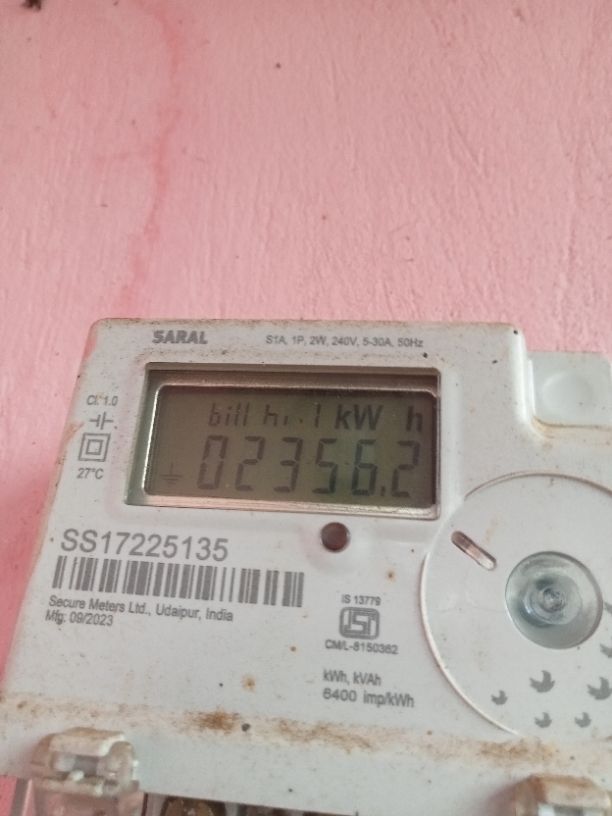 SARAL
S1A, 1P, 2W, 240V, 5-30A, 50Hz
Cl. 1.0
bill hi.1 kW h
02356.2
27°C
SS17225135
Secure Meters Ltd., Udaipur, India
Mfg: 09/2023
IS 13779
CM/L-8150362
kWh, kVAh
6400 imp/kWh